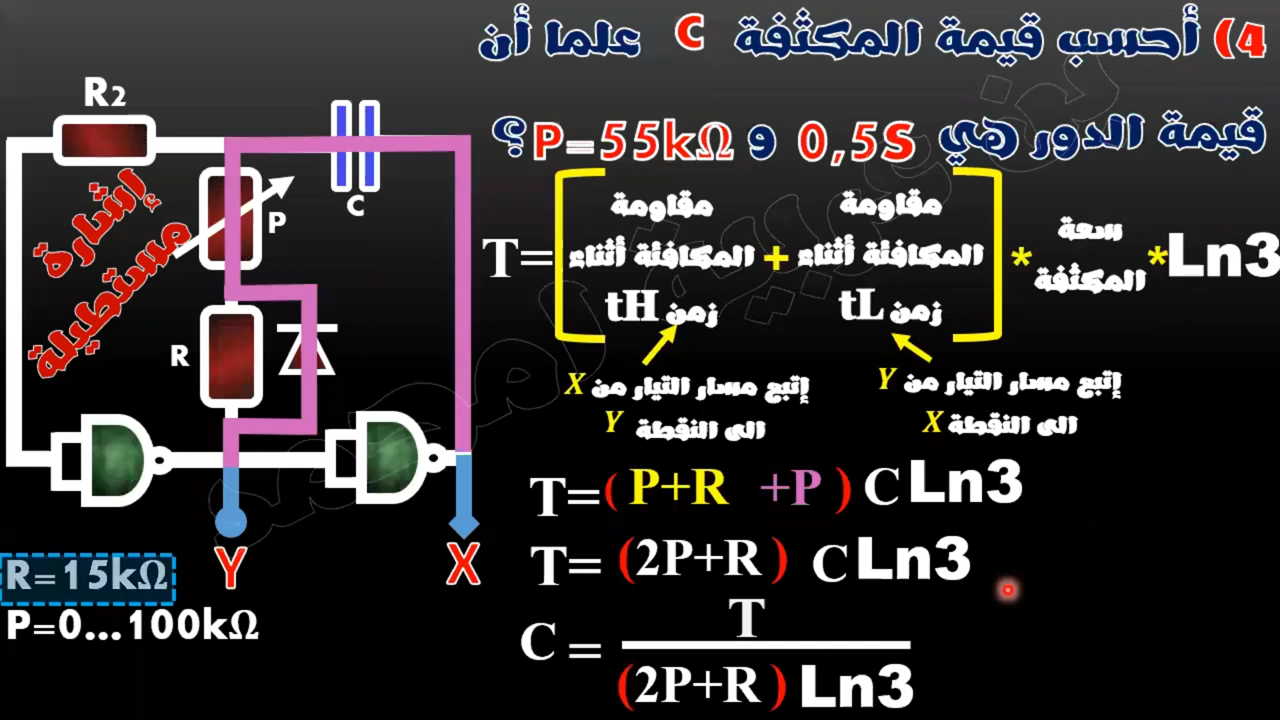 4) أحسب قيمة المكثفة C علما أن
قيمة الدور هي 0,5S و P=55kΩ ؟
R2
C
P
R
إشارة
مستطيلة
Y
X
R=15kΩ
P=0...100kΩ
T= [ مقاومة المكافئة أثناء زمن tH + مقاومة المكافئة أثناء زمن tL ] * سعة المكثفة *Ln3
إتبع مسار التيار من X
الى النقطة Y
إتبع مسار التيار من Y
الى النقطة X
T=( P+R +P ) C Ln3
T= (2P+R ) C Ln3
C = T
(2P+R ) Ln3